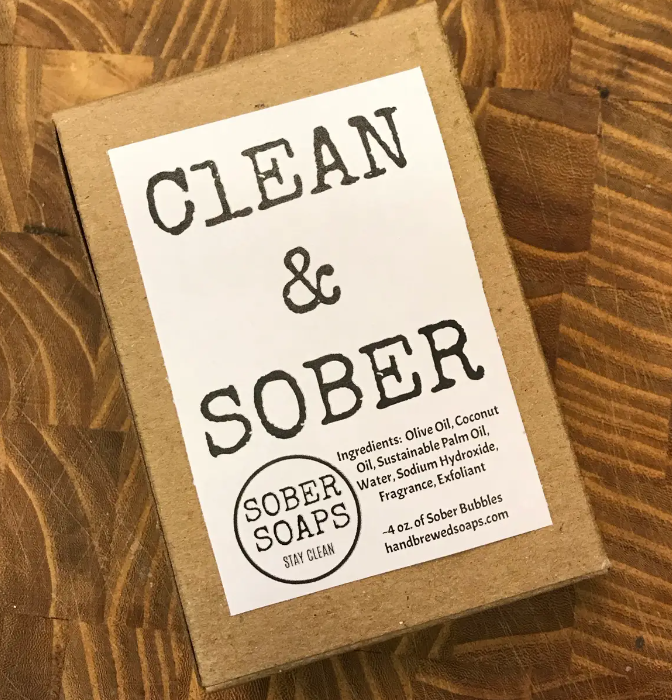 ClEAN
&
SOBER
Ingredients: Olive Oil, Coconut
Oil, Sustainable Palm Oil,
Water, Sodium Hydroxide,
Fragrance, Exfoliant
~4 oz. of Sober Bubbles
handbrewedsoaps.com
SOBER
SOAPS
STAY CLEAN